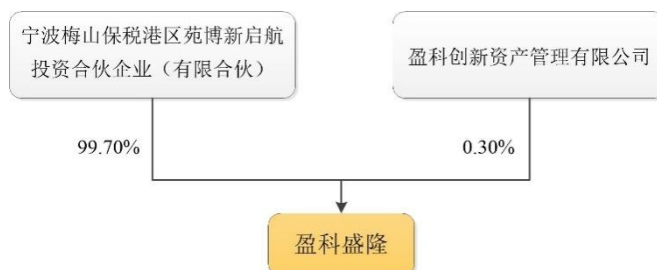 宁波梅山保税港区苑博新启航
投资合伙企业（有限合伙）
盈科创新资产管理有限公司
99.70%
0.30%
盈科盛隆